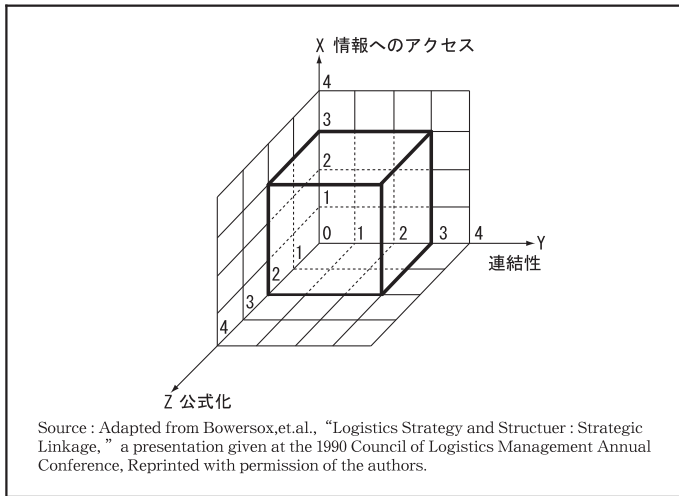 X 情報へのアクセス
4
3
2
1
0 1 2 3 4 Y
連結性
1
2
3
4
Z 公式化
Source : Adapted from Bowersox,et.al., “Logistics Strategy and Structuer : Strategic
Linkage, ” a presentation given at the 1990 Council of Logistics Management Annual
Conference, Reprinted with permission of the authors.